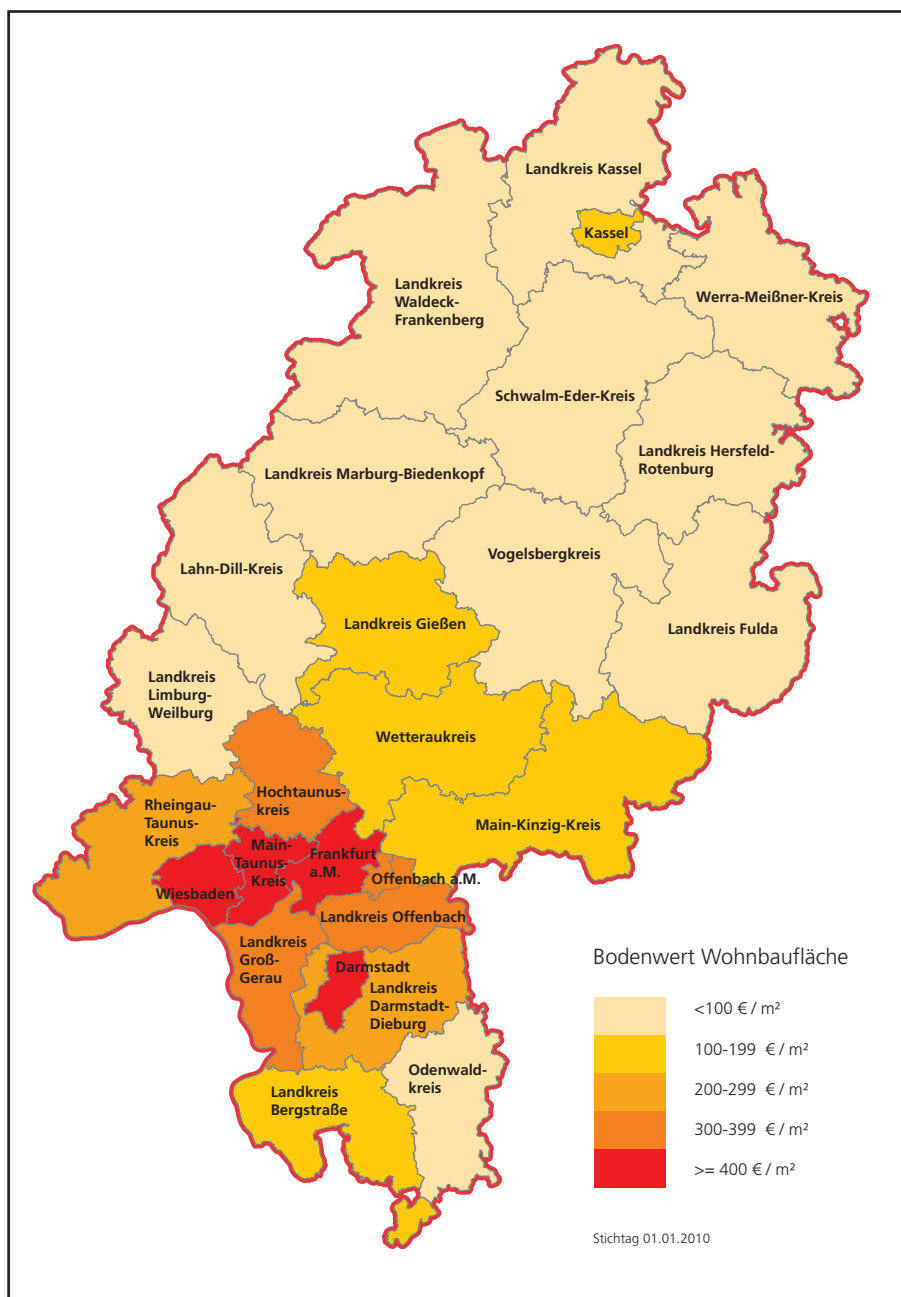 Landkreis Kassel
Kassel
Landkreis
Waldeck-
Frankenberg
Werra-Meißner-Kreis
Schwalm-Eder-Kreis
Landkreis Hersfeld-
Rotenburg
Landkreis Marburg-Biedenkopf
Vogelsbergkreis
Lahn-Dill-Kreis
Landkreis Gießen
Landkreis Fulda
Landkreis
Limburg-
Weilburg
Wetteraukreis
Hochtaunus-
kreis
Rheingau-
Taunus-
Kreis
Main-Kinzig-Kreis
Main-
Taunus-
Kreis
Frankfurt
a.M.
Offenbach a.M.
Wiesbaden
Landkreis Offenbach
Landkreis
Groß-
Gerau
Darmstadt
Landkreis
Darmstadt-
Dieburg
Odenwald-
kreis
Landkreis
Bergstraße
Bodenwert Wohnbaufläche
<100 € / m²
100-199 € / m²
200-299 € / m²
300-399 € / m²
>= 400 € / m²
Stichtag 01.01.2010